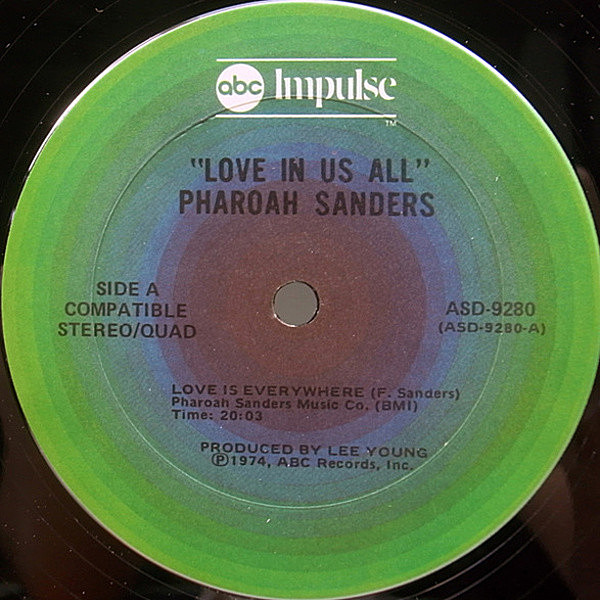 abc Impulse
TM
"LOVE IN US ALL"
PHAROAH SANDERS
SIDE A
COMPATIBLE
STEREO/QUAD
ASD-9280
(ASD-9280-A)
LOVE IS EVERYWHERE (F. Sanders)
Pharoah Sanders Music Co. (BMI)
Time: 20:03
PRODUCED BY LEE YOUNG
Ⓟ1974, ABC Records, Inc.